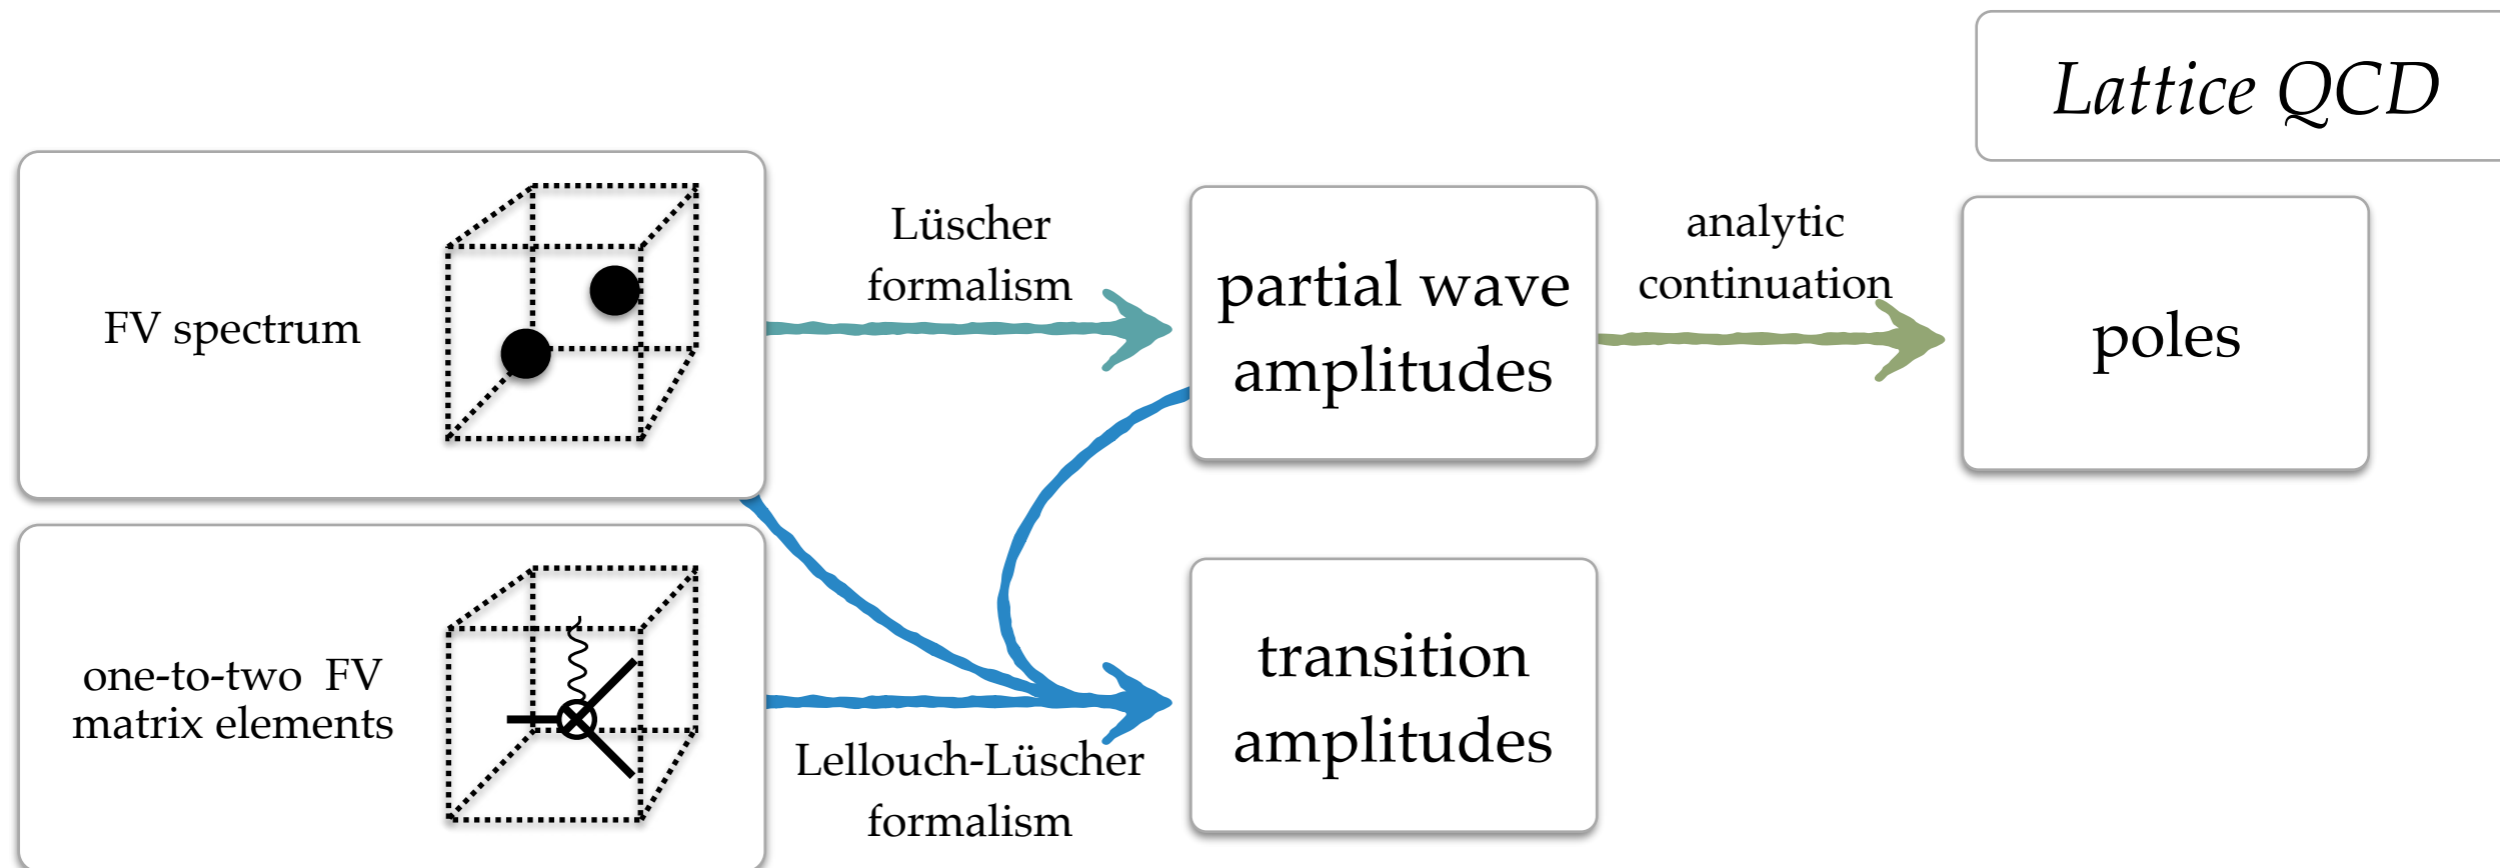 Lattice QCD
FV spectrum
Lüscher
formalism
partial wave
amplitudes
analytic
continuation
poles
one-to-two FV
matrix elements
Lellouch-Lüscher
formalism
transition
amplitudes